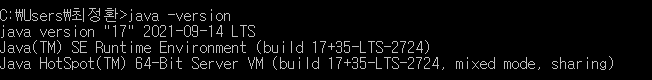 C:₩Users₩최정환>java -version
java version "17" 2021-09-14 LTS
Java(TM) SE Runtime Environment (build 17+35-LTS-2724)
Java HotSpot(TM) 64-Bit Server VM (build 17+35-LTS-2724, mixed mode, sharing)